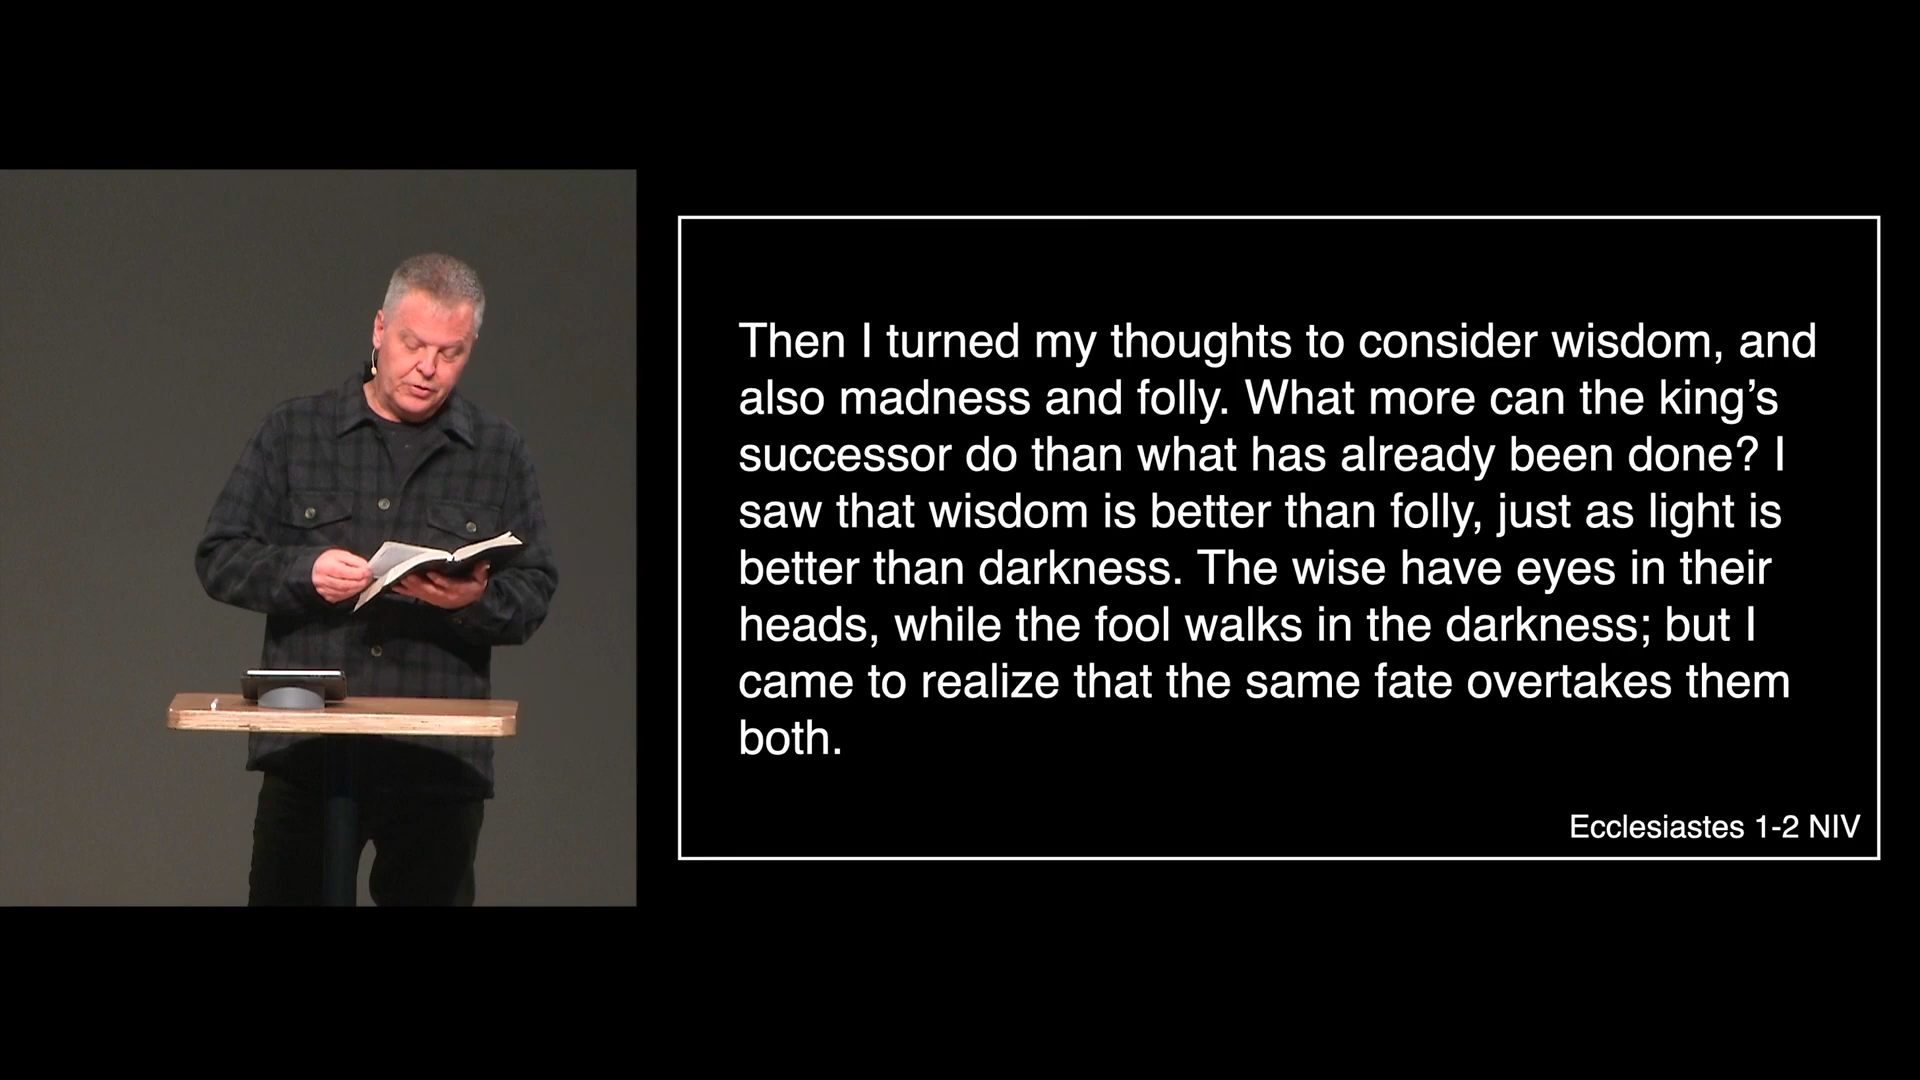 Then I turned my thoughts to consider wisdom, and
also madness and folly. What more can the king’s
successor do than what has already been done? I
saw that wisdom is better than folly, just as light is
better than darkness. The wise have eyes in their
heads, while the fool walks in the darkness; but I
came to realize that the same fate overtakes them
both.
Ecclesiastes 1-2 NIV